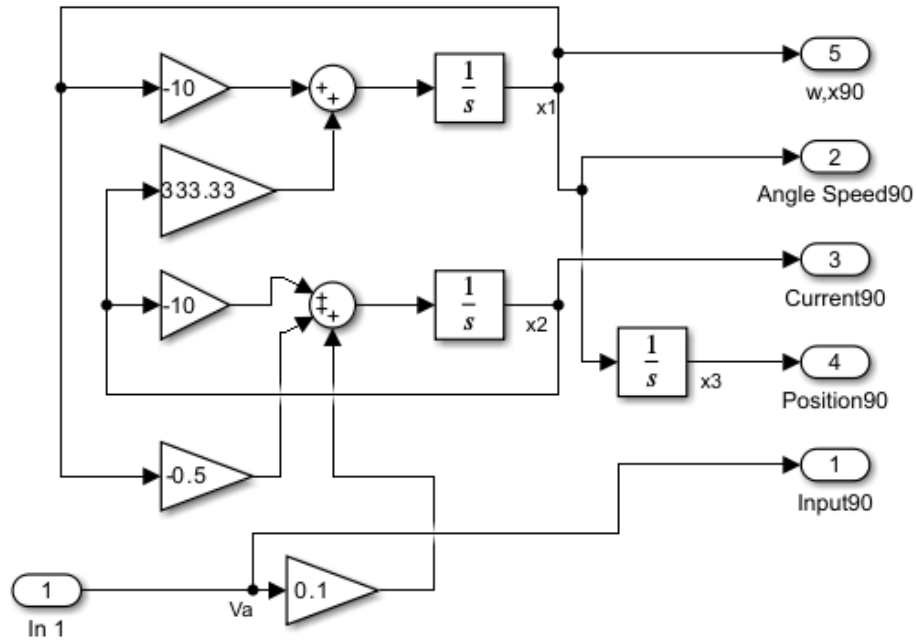 -10
+
+
1
s
x1
5
w,x90
333.33
2
Angle Speed90
-10
+
+
+
1
s
x2
3
Current90
1
s
x3
4
Position90
-0.5
1
Input90
1
In 1
Va
0.1